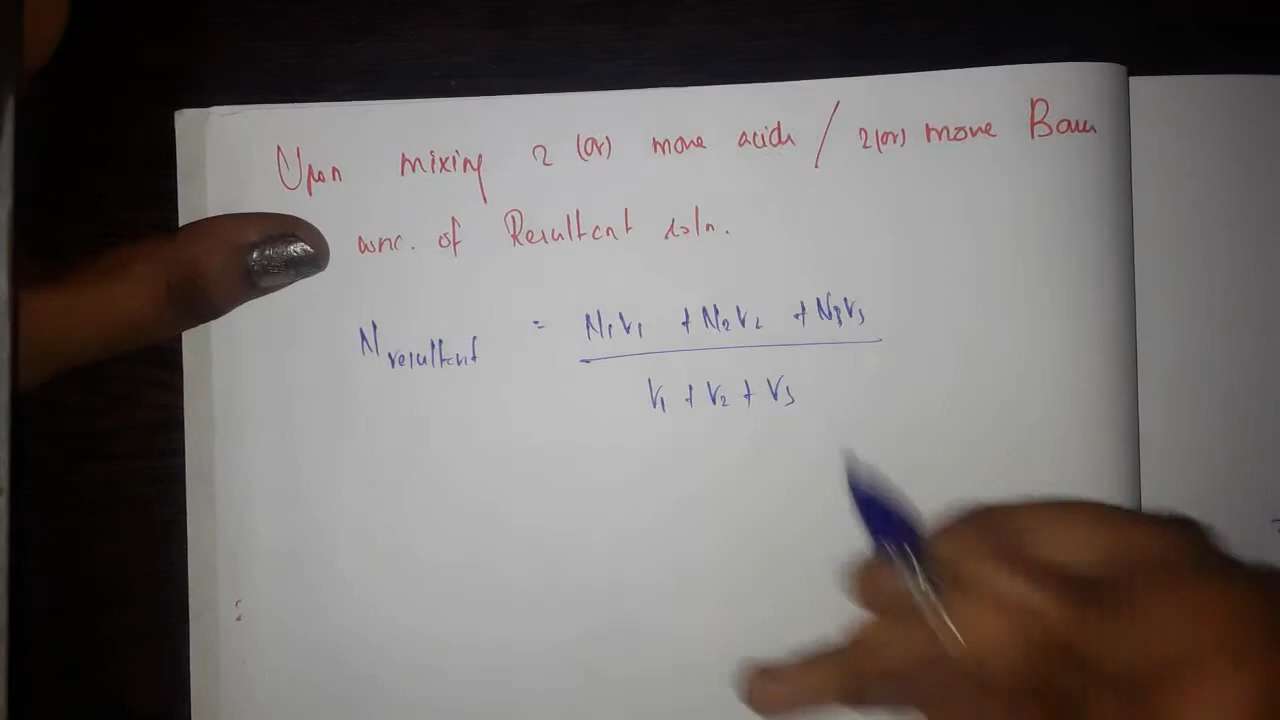 Upon mixing 2 (or) more acids / 2 (or) more Bases
conc. of Resultant soln.
N resultant = N₁V₁ + N₂V₂ + N₃V₃
V₁ + V₂ + V₃